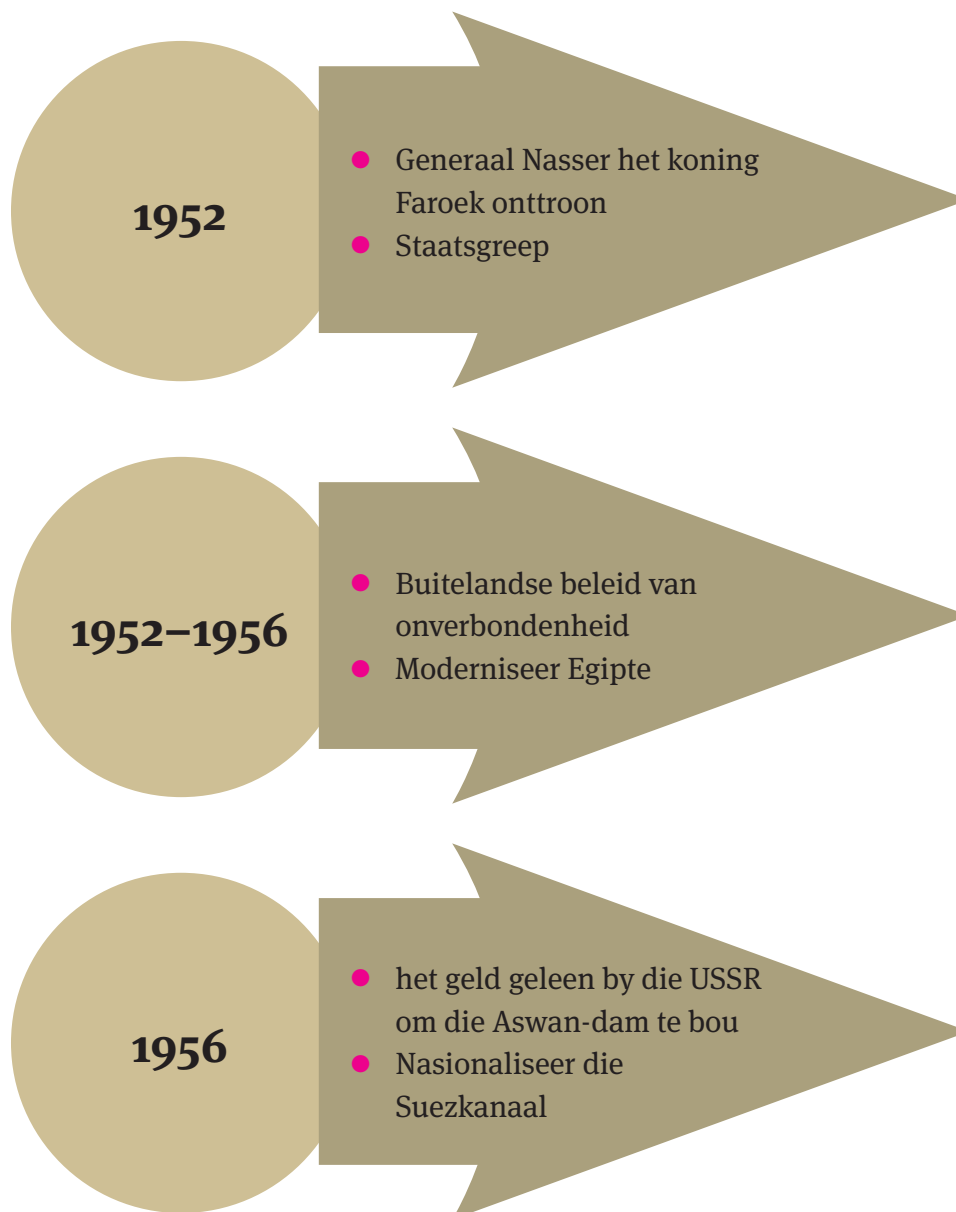 1952
● Generaal Nasser het koning
Faroek onttroon
● Staatsgreep
1952–1956
● Buitelandse beleid van
onverbondenheid
● Moderniseer Egipte
1956
● het geld geleen by die USSR
om die Aswan-dam te bou
● Nasionaliseer die
Suezkanaal